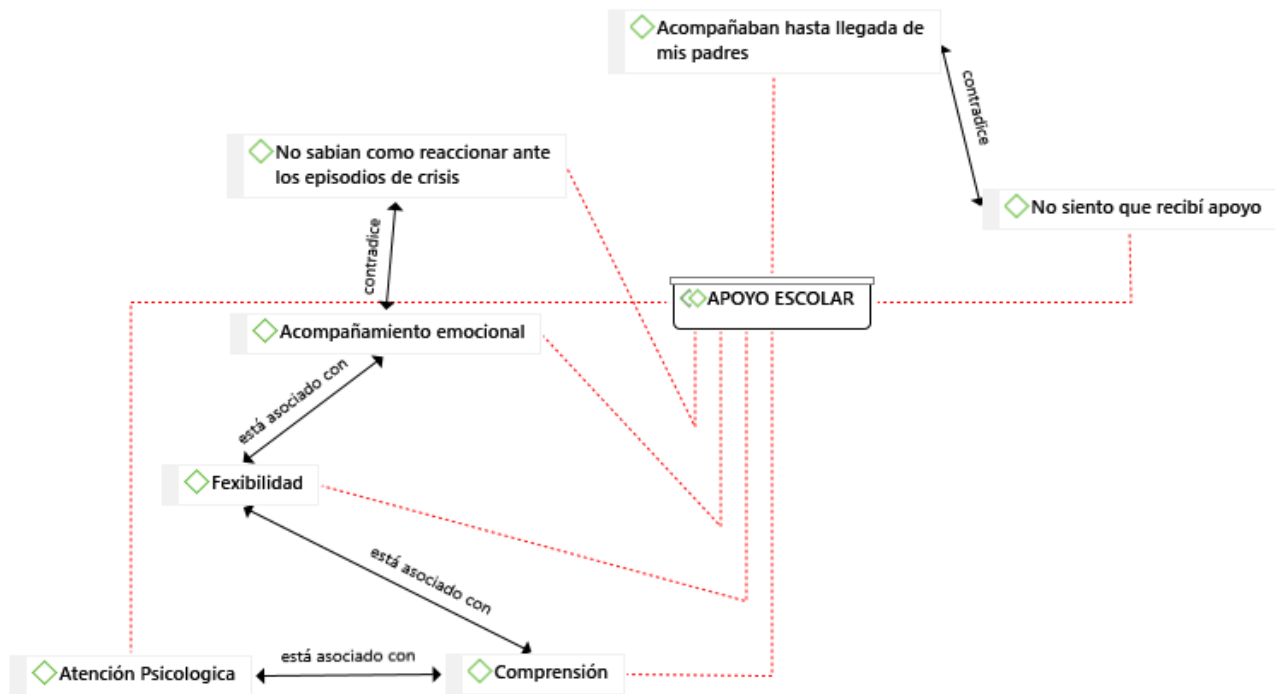 Acompañaban hasta llegada de
mis padres
contradice
No sabian como reaccionar ante
los episodios de crisis
No siento que recibí apoyo
contradice
APOYO ESCOLAR
Acompañamiento emocional
está asociado con
Fexibilidad
está asociado con
está asociado con
Atención Psicologica
Comprensión